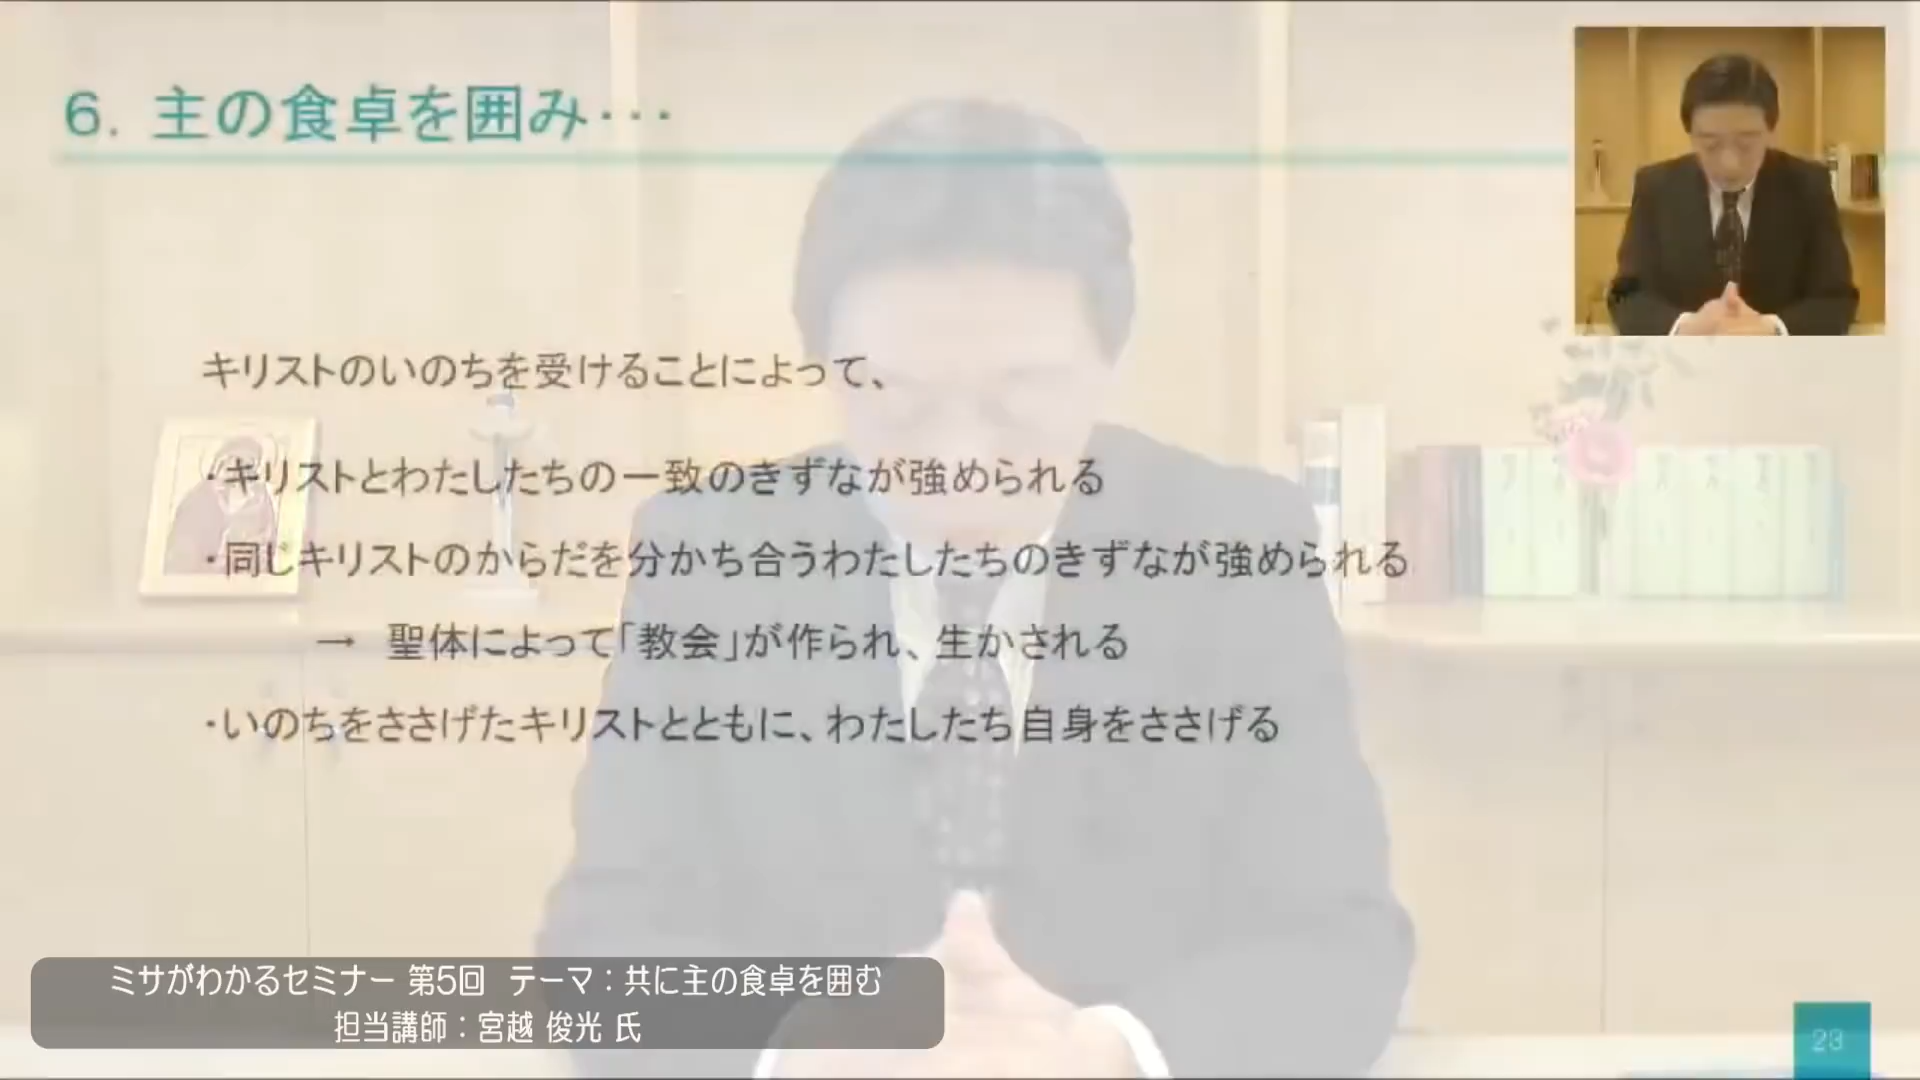 6. 主の食卓を囲み･･･
キリストのいのちを受けることによって、
･キリストとわたしたちの一致のきずなが強められる
･同じキリストのからだを分かち合うわたしたちのきずなが強められる
→ 聖体によって「教会」が作られ、生かされる
･いのちをささげたキリストとともに、わたしたち自身をささげる
ミサがわかるセミナー 第5回 テーマ：共に主の食卓を囲む
担当講師：宮越 俊光 氏
23